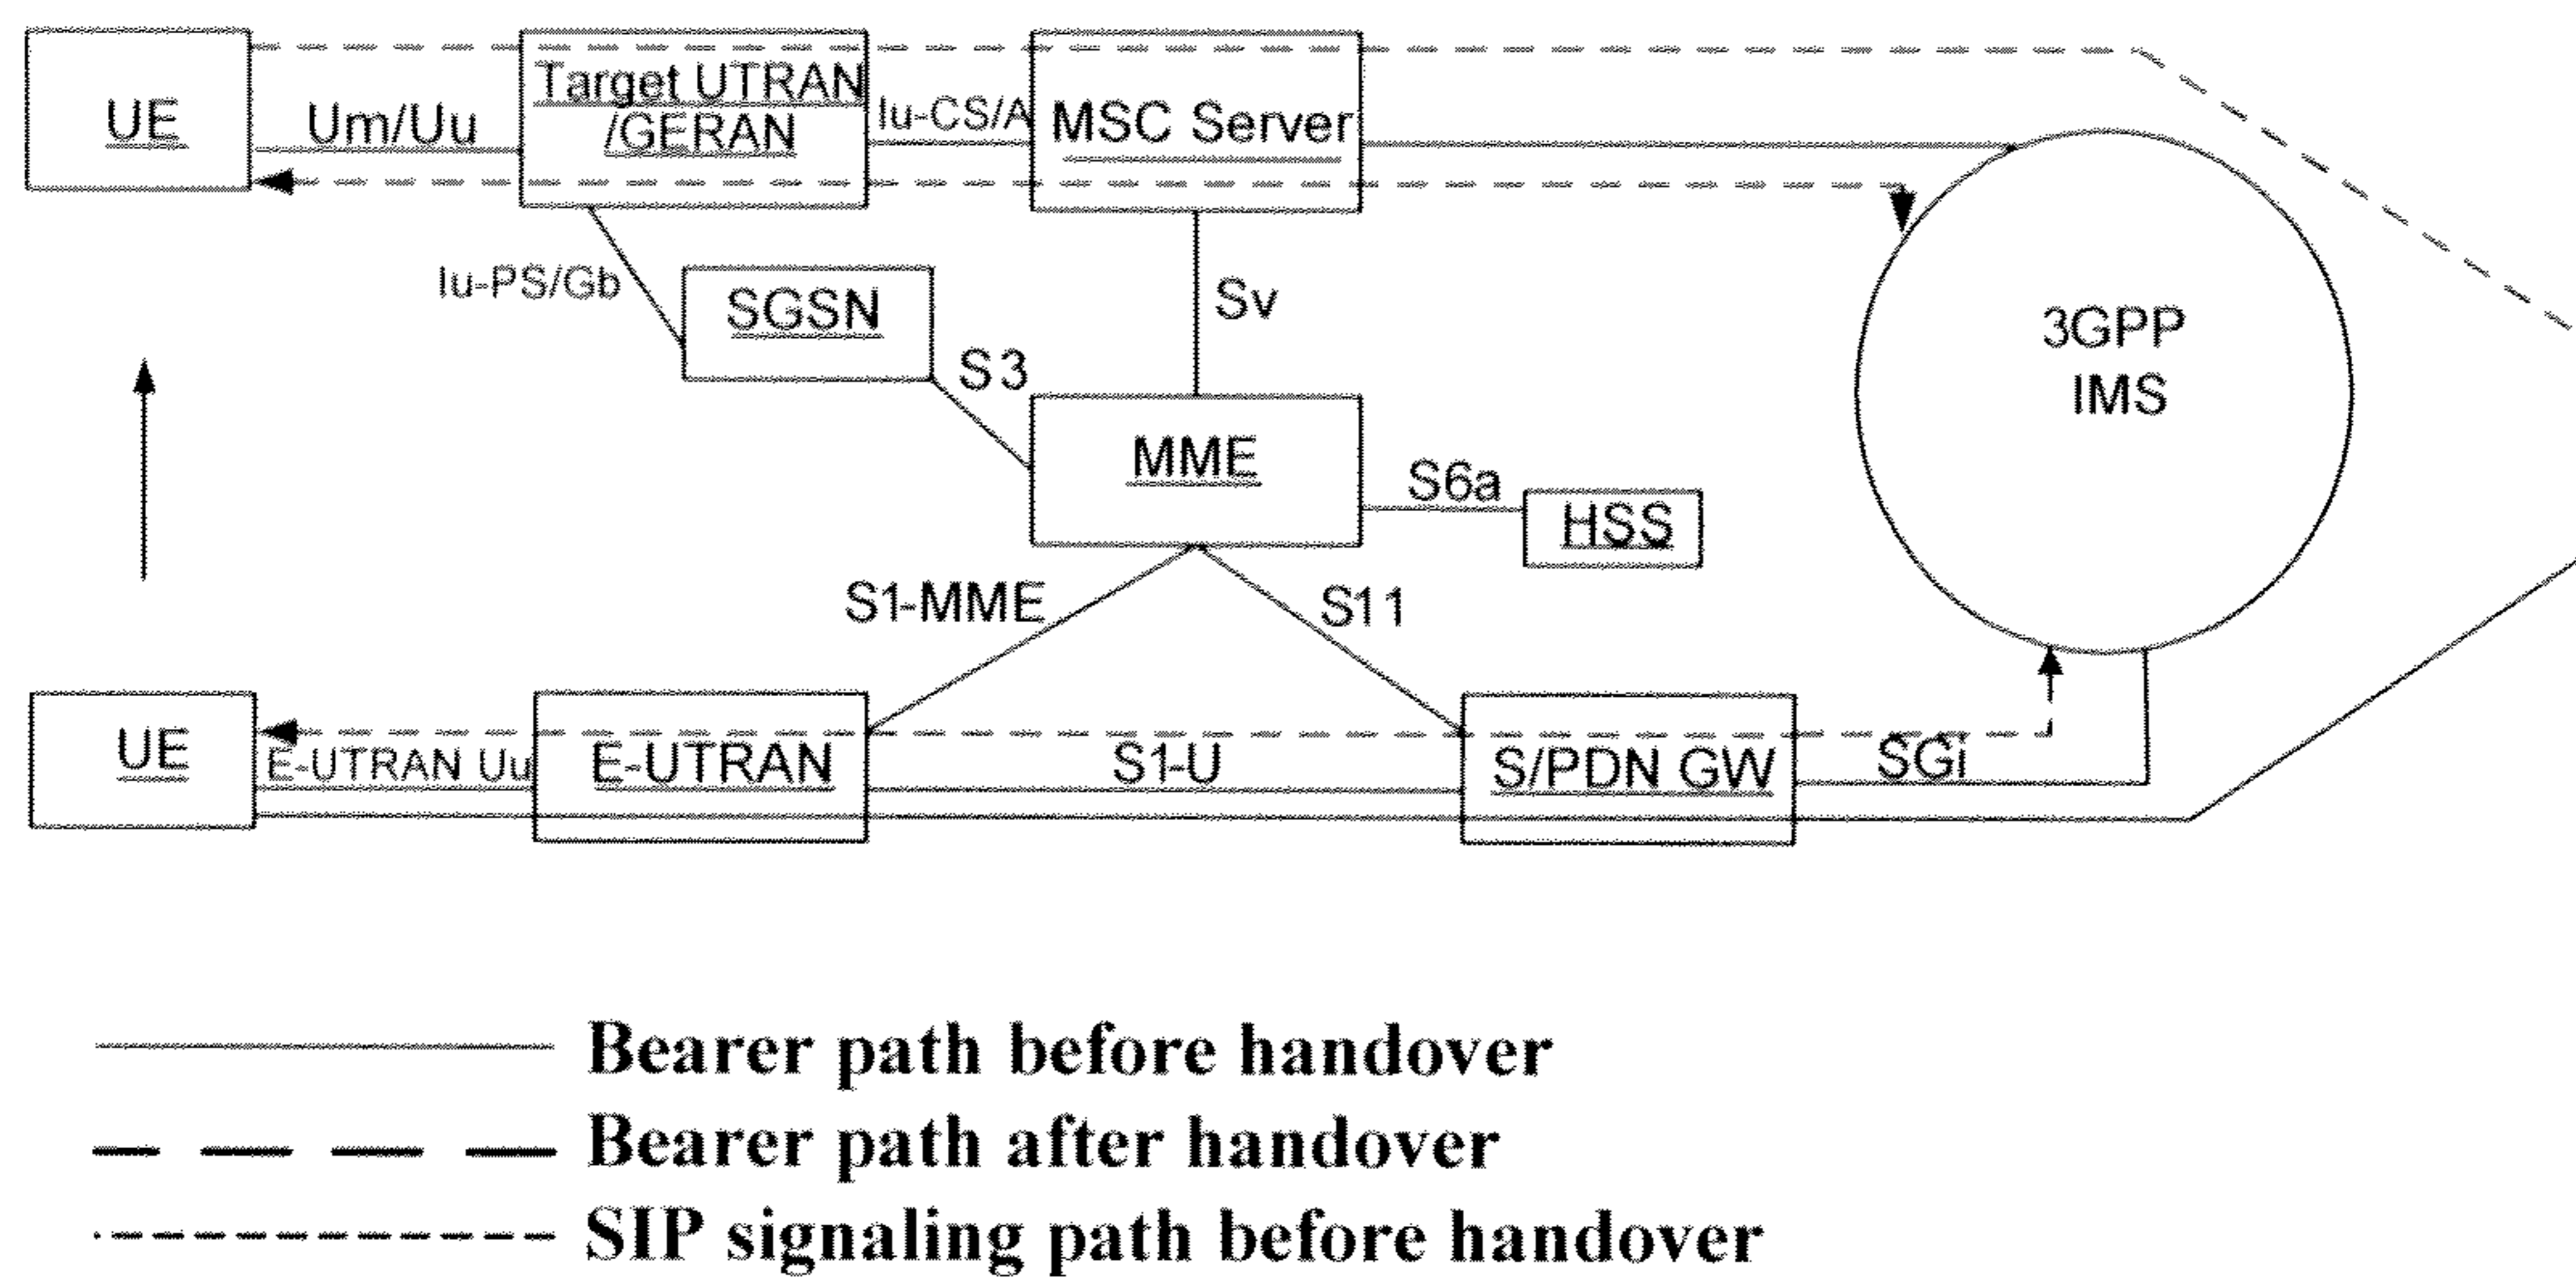 UE
Um/Uu
Target UTRAN
/GERAN
Iu-CS/A
MSC Server
Iu-PS/Gb
SGSN
S3
Sv
3GPP
IMS
MME
S6a
HSS
S1-MME
S11
UE
E-UTRAN Uu
E-UTRAN
S1-U
S/PDN GW
SGi
Bearer path before handover
Bearer path after handover
SIP signaling path before handover